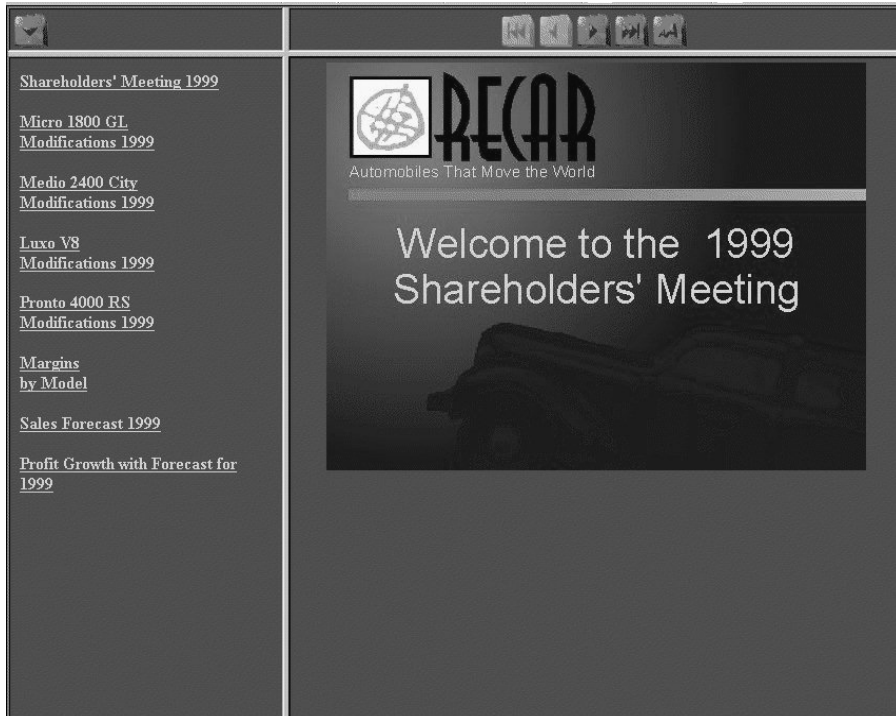 Shareholders' Meeting 1999
Micro 1800 GL
Modifications 1999
Medio 2400 City
Modifications 1999
Luxo V8
Modifications 1999
Pronto 4000 RS
Modifications 1999
Margins
by Model
Sales Forecast 1999
Profit Growth with Forecast for
1999
RECAR
Automobiles That Move the World
Welcome to the 1999
Shareholders' Meeting